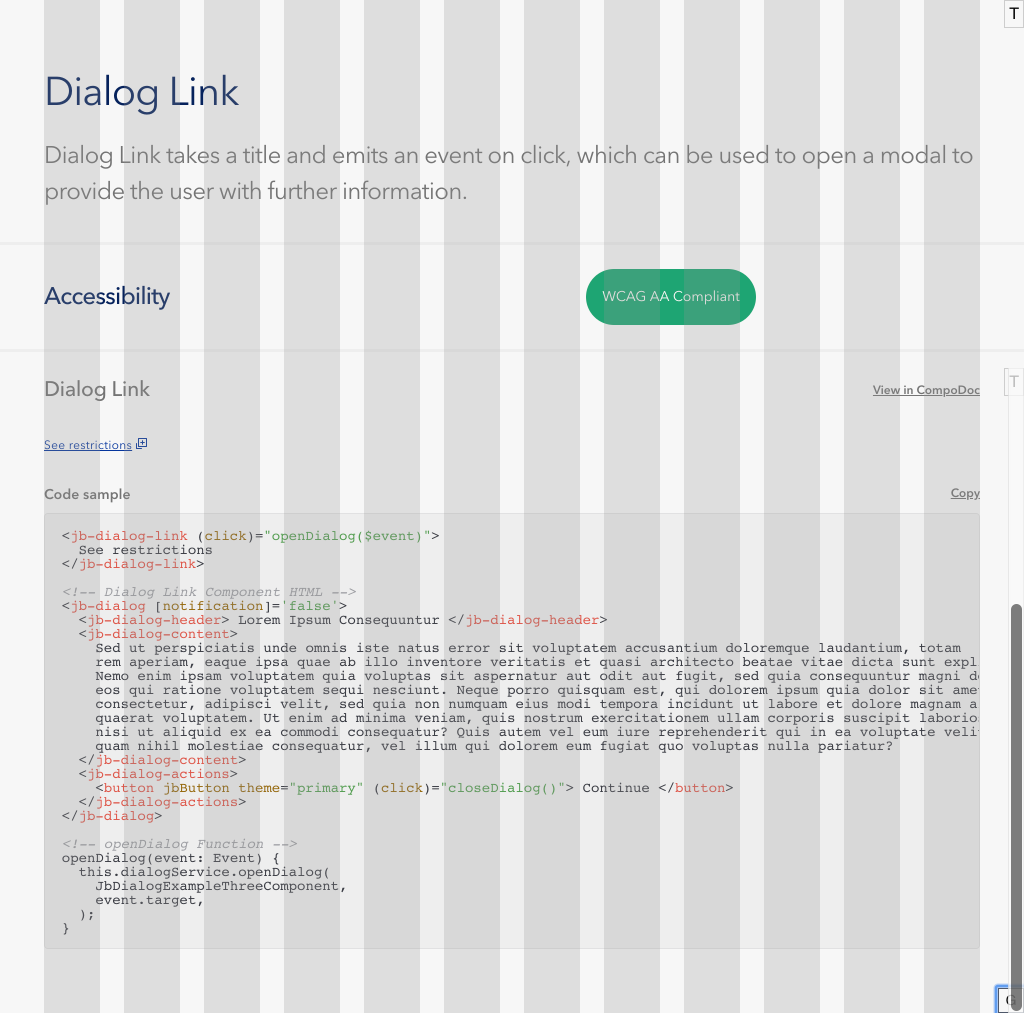 T
Dialog Link
Dialog Link takes a title and emits an event on click, which can be used to open a modal to
provide the user with further information.
Accessibility
WCAG AA Compliant
Dialog Link
View in CompoDoc
T
See restrictions
Code sample
Copy
<jb-dialog-link (click)="openDialog($event)">
  See restrictions
</jb-dialog-link>
<!-- Dialog Link Component HTML -->
<jb-dialog [notification]='false'>
  <jb-dialog-header> Lorem Ipsum Consequuntur </jb-dialog-header>
  <jb-dialog-content>
    Sed ut perspiciatis unde omnis iste natus error sit voluptatem accusantium doloremque laudantium, totam
    rem aperiam, eaque ipsa quae ab illo inventore veritatis et quasi architecto beatae vitae dicta sunt expl
    Nemo enim ipsam voluptatem quia voluptas sit aspernatur aut odit aut fugit, sed quia consequuntur magni d
    eos qui ratione voluptatem sequi nesciunt. Neque porro quisquam est, qui dolorem ipsum quia dolor sit ame
    consectetur, adipisci velit, sed quia non numquam eius modi tempora incidunt ut labore et dolore magnam a
    quaerat voluptatem. Ut enim ad minima veniam, quis nostrum exercitationem ullam corporis suscipit laborio
    nisi ut aliquid ex ea commodi consequatur? Quis autem vel eum iure reprehenderit qui in ea voluptate veli
    quam nihil molestiae consequatur, vel illum qui dolorem eum fugiat quo voluptas nulla pariatur?
  </jb-dialog-content>
  <jb-dialog-actions>
    <button jbButton theme="primary" (click)="closeDialog()"> Continue </button>
  </jb-dialog-actions>
</jb-dialog>
<!-- openDialog Function -->
openDialog(event: Event) {
  this.dialogService.openDialog(
    JbDialogExampleThreeComponent,
    event.target,
  );
}
G